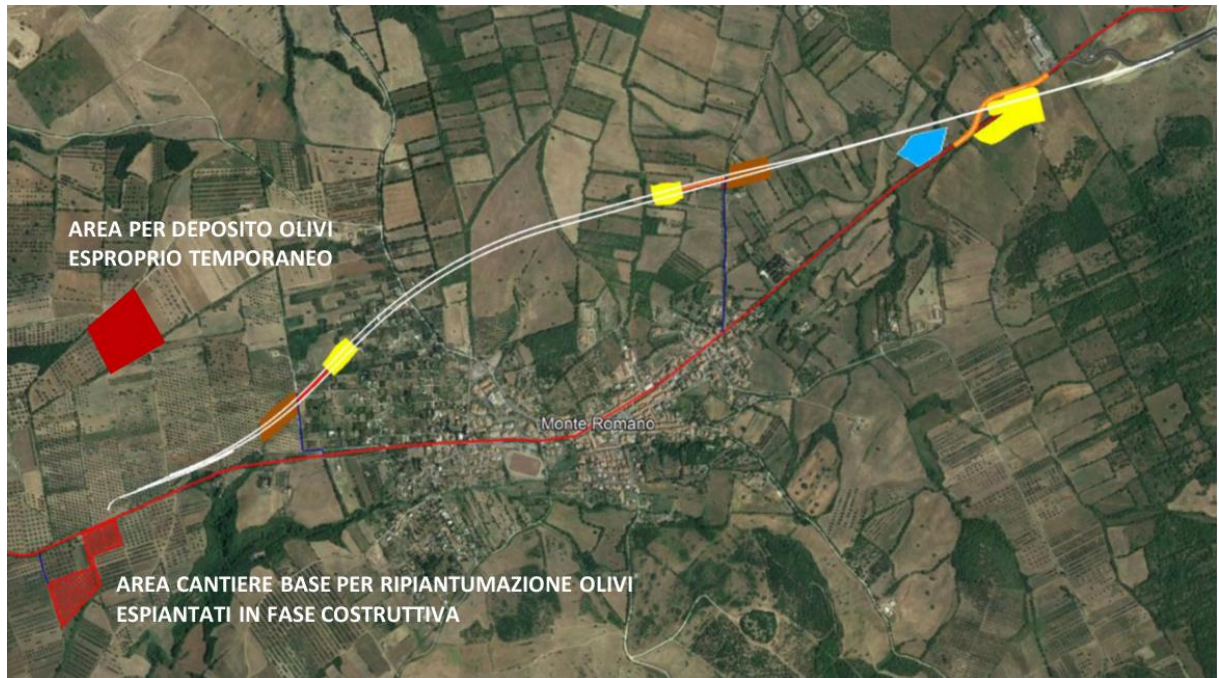 AREA PER DEPOSITO OLIVI
ESPROPRIO TEMPORANEO
Monte Romano
AREA CANTIERE BASE PER RIPIANTUMAZIONE OLIVI
ESPIANTATI IN FASE COSTRUTTIVA